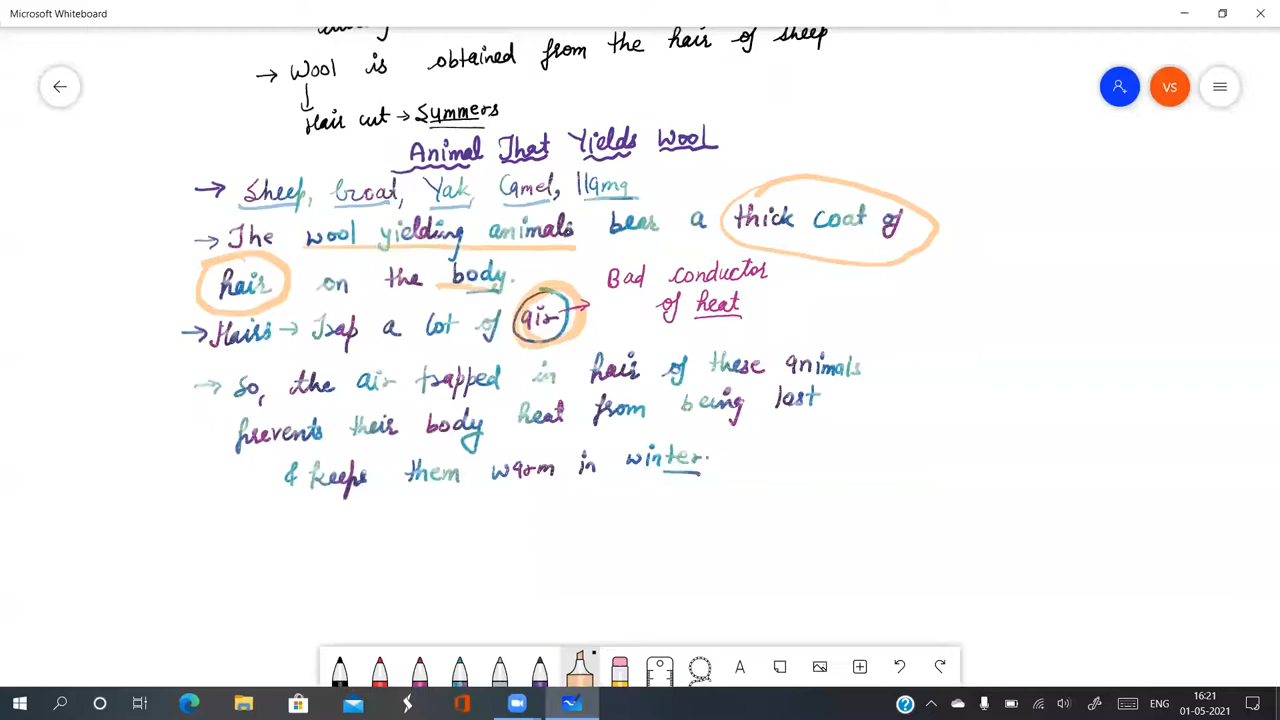 Microsoft Whiteboard
→ Wool is obtained from the hair of sheep
Hair cut → Summers
Animal That Yields Wool
→ Sheep, Goat, Yak, Camel, llama
VS
→ The wool yielding animals bear a thick coat of
hair on the body.
→ Hairs → Trap a lot of air → Bad conductor
of heat
→ So, the air trapped in hair of these animals
prevents their body heat from being lost
& keeps them warm in winter.
A
ENG
16:21
01-05-2021